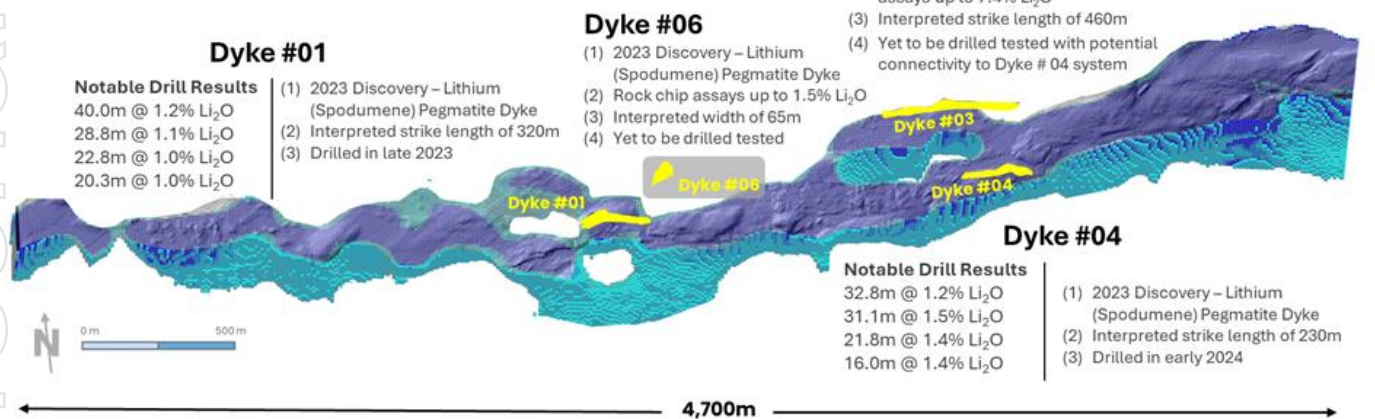 Dyke #01
Notable Drill Results
40.0m @ 1.2% Li₂O
28.8m @ 1.1% Li₂O
22.8m @ 1.0% Li₂O
20.3m @ 1.0% Li₂O
(1) 2023 Discovery – Lithium
(Spodumene) Pegmatite Dyke
(2) Interpreted strike length of 320m
(3) Drilled in late 2023
Dyke #06
(1) 2023 Discovery – Lithium
(Spodumene) Pegmatite Dyke
(2) Rock chip assays up to 1.5% Li₂O
(3) Interpreted width of 65m
(4) Yet to be drilled tested
assays up to 7.4% Li₂O
(3) Interpreted strike length of 460m
(4) Yet to be drilled tested with potential
connectivity to Dyke # 04 system
Dyke #03
Dyke #06
Dyke #04
Dyke #01
Dyke #04
Notable Drill Results
32.8m @ 1.2% Li₂O
31.1m @ 1.5% Li₂O
21.8m @ 1.4% Li₂O
16.0m @ 1.4% Li₂O
(1) 2023 Discovery – Lithium
(Spodumene) Pegmatite Dyke
(2) Interpreted strike length of 230m
(3) Drilled in early 2024
N
0 m 500 m
4,700m